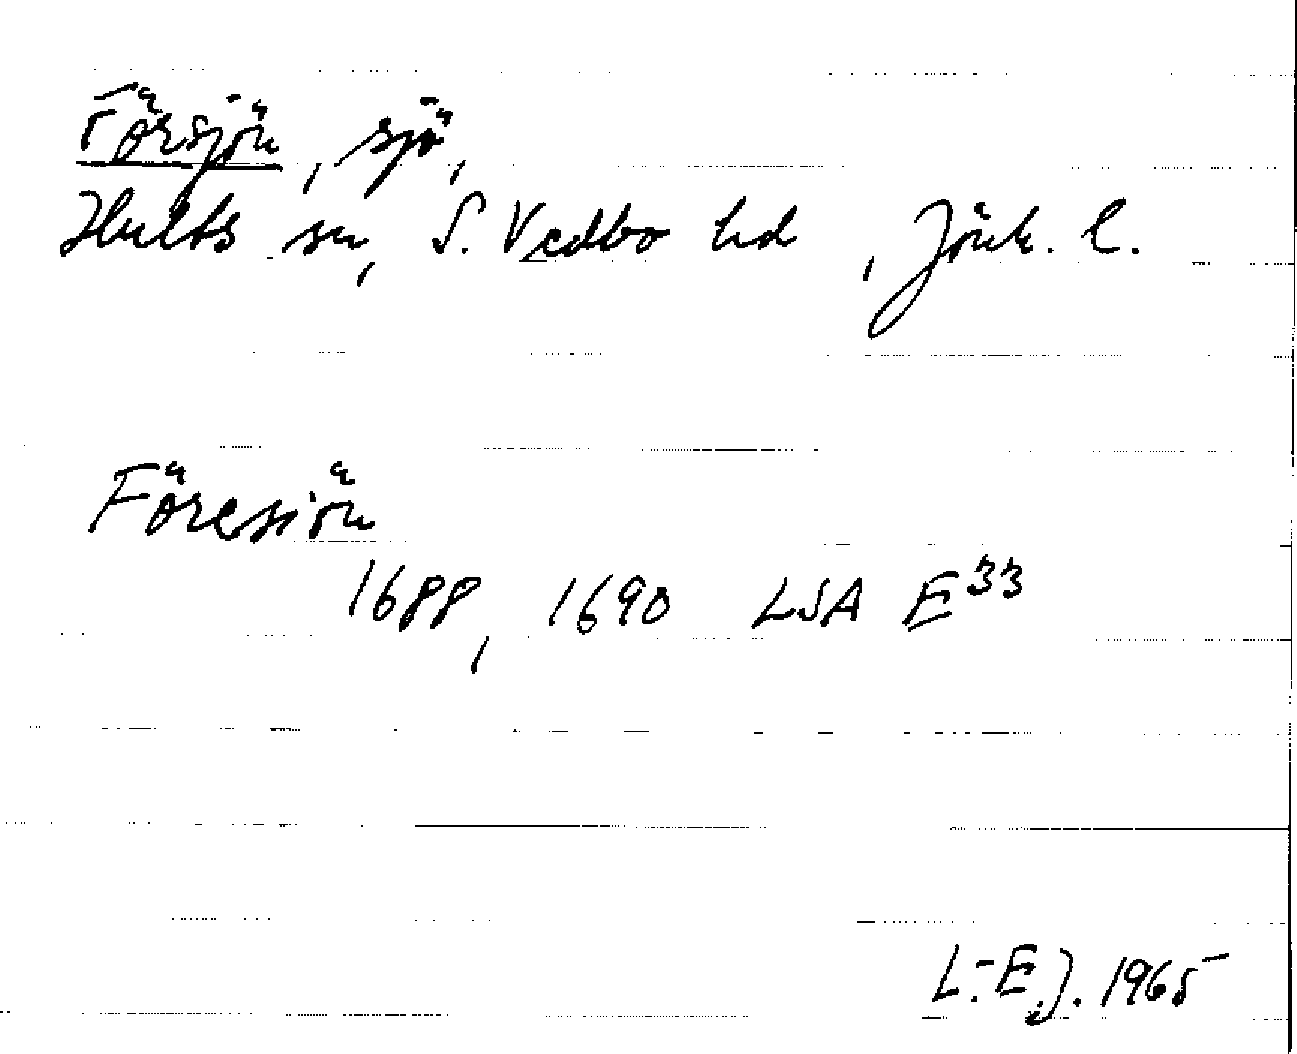 Försjön, sjö,
Hults sn, S. Vedbo hd, Jönk. l.
Föresiön
1688, 1690 LSA E33
L.-E.J. 1965